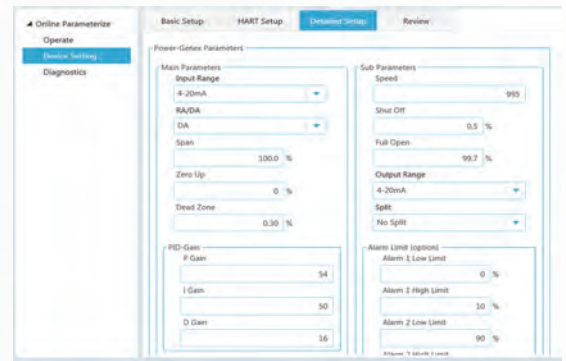 Online Parameterize
Operate
Device Setting
Diagnostics
Basic Setup
HART Setup
Detailed Setup
Review
Power-Genex Parameters
Main Parameters
Input Range
4-20mA
RA/DA
DA
Span
100.0 %
Zero Up
0 %
Dead Zone
0.30 %
PID-Gain
P Gain
54
I Gain
50
D Gain
16
Sub Parameters
Speed
995
Shut Off
0.5 %
Full Open
99.7 %
Output Range
4-20mA
Split
No Split
Alarm Limit (option)
Alarm 1 Low Limit
0 %
Alarm 1 High Limit
10 %
Alarm 2 Low Limit
90 %
Alarm 2 High Limit